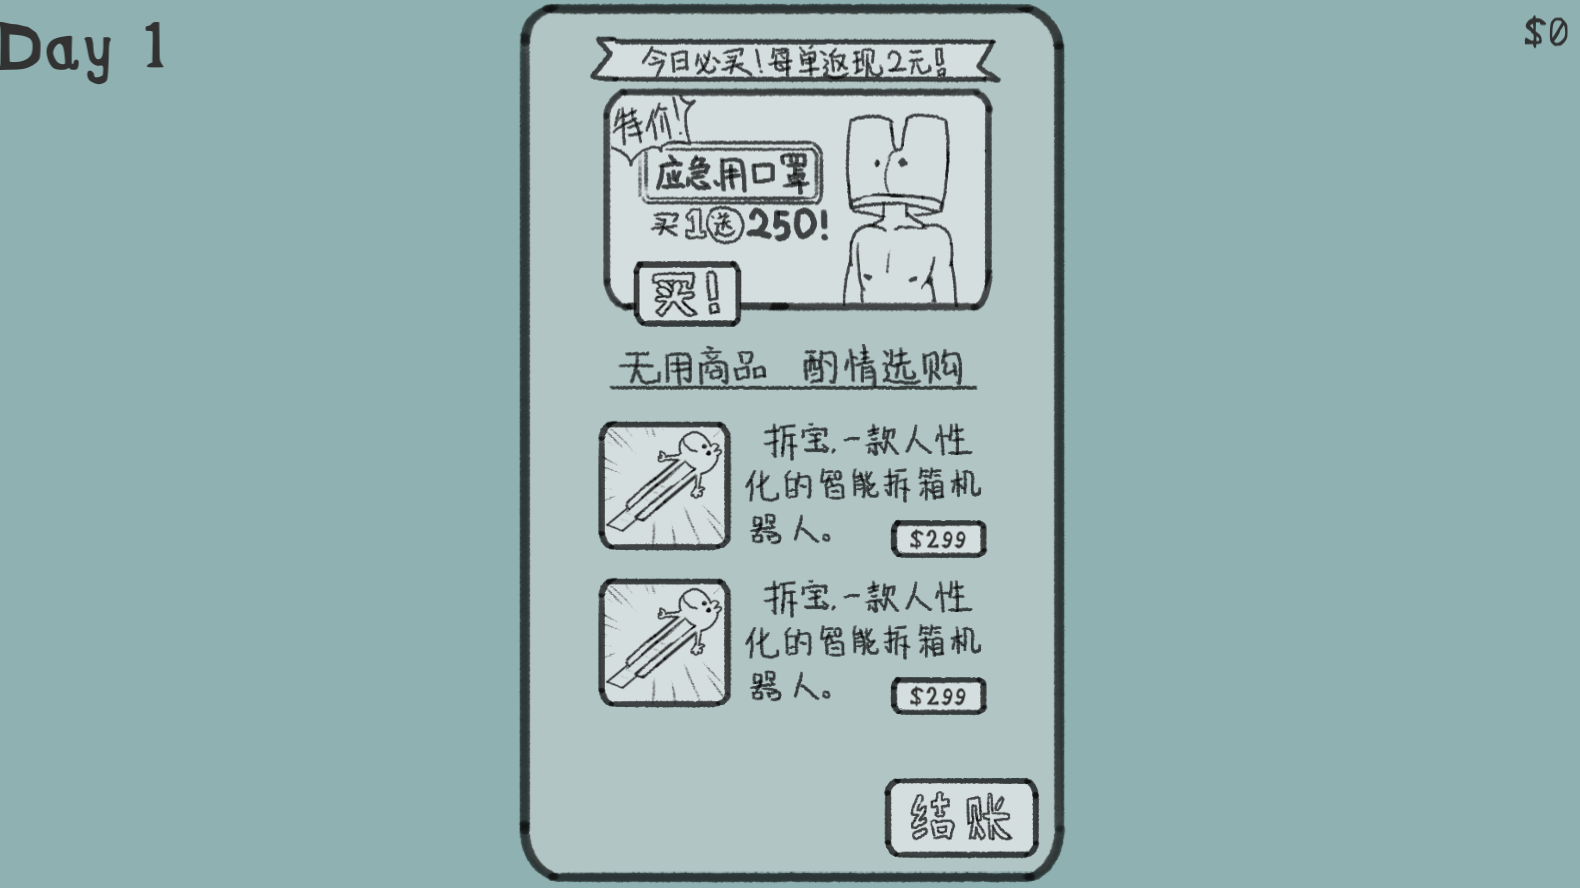 Day 1
$0
今日必买！每单返现2元！
特价！
应急用口罩
买1送250!
买！
无用商品 酌情选购
拆宝,一款人性
化的智能拆箱机
器人。
$299
拆宝,一款人性
化的智能拆箱机
器人。
$299
结账